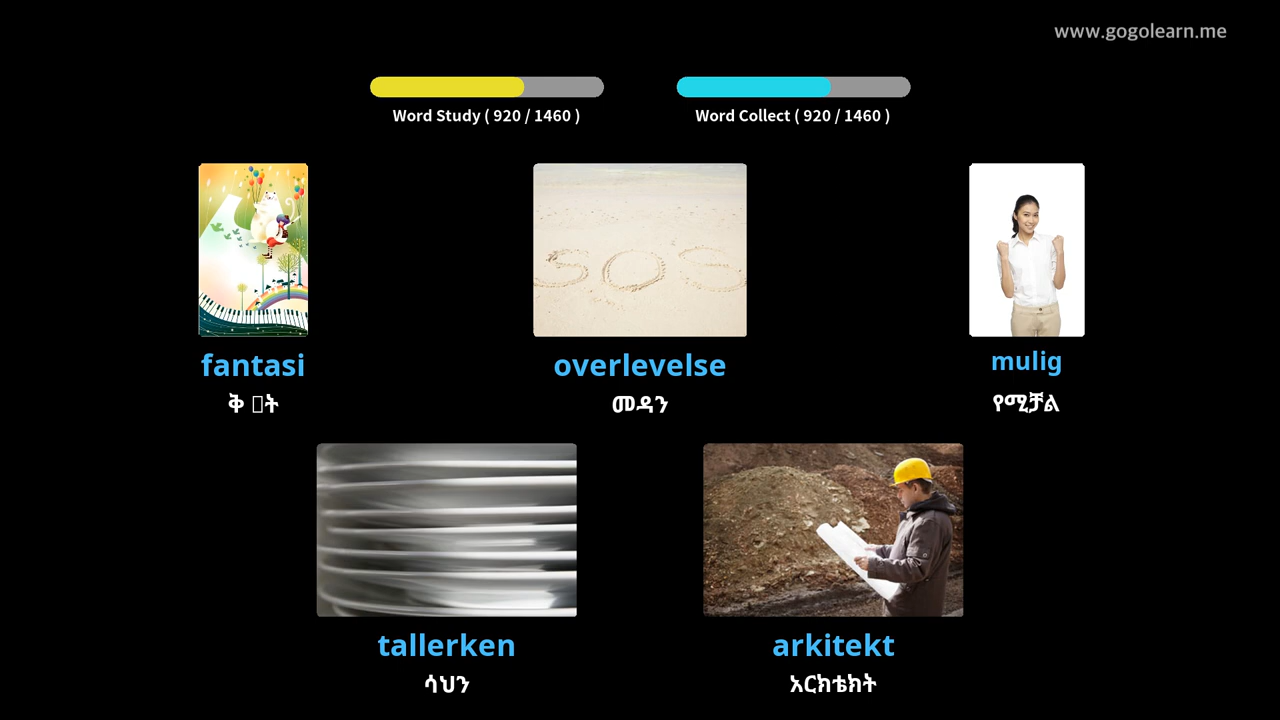 www.gogolearn.me
Word Study ( 920 / 1460 )
Word Collect ( 920 / 1460 )
SOS
fantasi
overlevelse
mulig
ቅ ት
መዳን
የሚቻል
tallerken
arkitekt
ሳህን
አርክቴክት